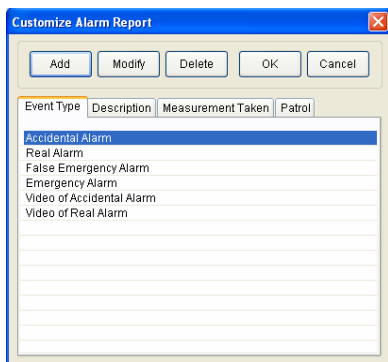 Customize Alarm Report
Add Modify Delete OK Cancel
Event Type Description Measurement Taken Patrol
Accidental Alarm
Real Alarm
False Emergency Alarm
Emergency Alarm
Video of Accidental Alarm
Video of Real Alarm